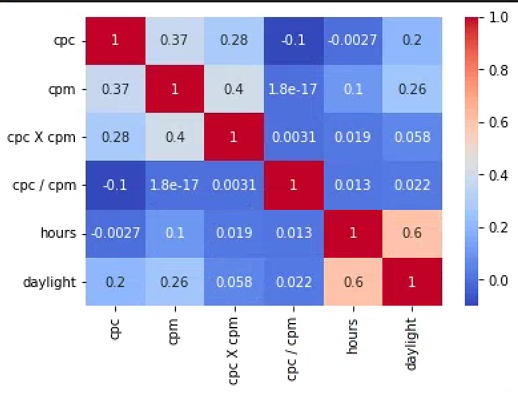 cpc 1 0.37 0.28 -0.1 -0.0027 0.2
cpm 0.37 1 0.4 1.8e-17 0.1 0.26
cpc X cpm 0.28 0.4 1 0.0031 0.019 0.058
cpc / cpm -0.1 1.8e-17 0.0031 1 0.013 0.022
hours -0.0027 0.1 0.019 0.013 1 0.6
daylight 0.2 0.26 0.058 0.022 0.6 1
cpc
cpm
cpc X cpm
cpc / cpm
hours
daylight
1.0
0.8
0.6
0.4
0.2
0.0